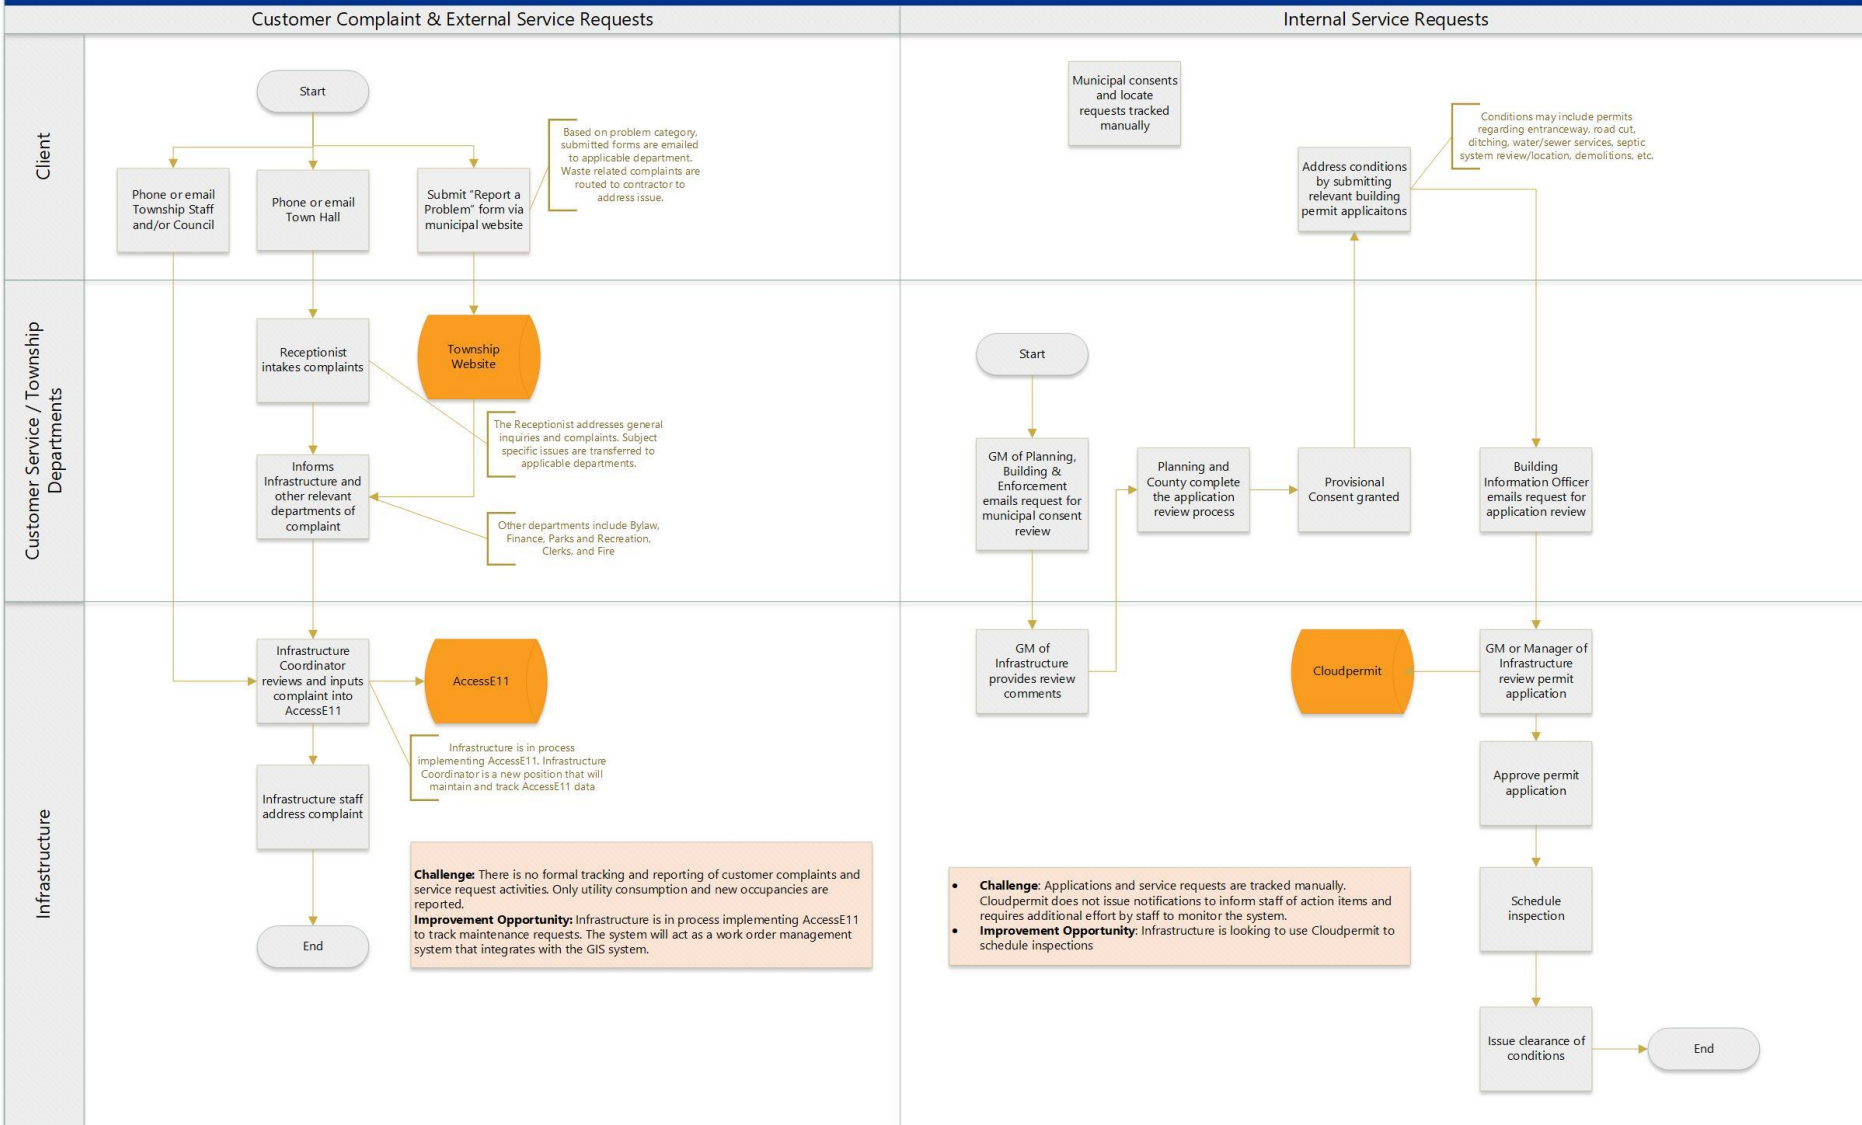 Customer Complaint & External Service Requests
Internal Service Requests
Client
Start
Phone or email
Township Staff
and/or Council
Phone or email
Town Hall
Submit “Report a
Problem” form via
municipal website
Based on problem category,
submitted forms are emailed
to applicable department.
Waste related complaints are
routed to contractor to
address issue.
Municipal consents
and locate
requests tracked
manually
Address conditions
by submitting
relevant building
permit applicaitons
Conditions may include permits
regarding entranceway, road cut,
ditching, water/sewer services, septic
system review/location, demolitions, etc.
Customer Service / Township
Departments
Receptionist
intakes complaints
Township
Website
The Receptionist addresses general
inquiries and complaints. Subject
specific issues are transferred to
applicable departments.
Informs
Infrastructure and
other relevant
departments of
complaint
Other departments include Bylaw,
Finance, Parks and Recreation,
Clerks, and Fire
Start
GM of Planning,
Building &
Enforcement
emails request for
municipal consent
review
Planning and
County complete
the application
review process
Provisional
Consent granted
Building
Information Officer
emails request for
application review
Infrastructure
Infrastructure
Coordinator
reviews and inputs
complaint into
AccessE11
AccessE11
Infrastructure is in process
implementing AccessE11. Infrastructure
Coordinator is a new position that will
maintain and track AccessE11 data
Infrastructure staff
address complaint
End
Challenge: There is no formal tracking and reporting of customer complaints and
service request activities. Only utility consumption and new occupancies are
reported.
Improvement Opportunity: Infrastructure is in process implementing AccessE11
to track maintenance requests. The system will act as a work order management
system that integrates with the GIS system.
GM of
Infrastructure
provides review
comments
Cloudpermit
GM or Manager of
Infrastructure
review permit
application
Approve permit
application
Schedule
inspection
Issue clearance of
conditions
End
• Challenge: Applications and service requests are tracked manually.
Cloudpermit does not issue notifications to inform staff of action items and
requires additional effort by staff to monitor the system.
• Improvement Opportunity: Infrastructure is looking to use Cloudpermit to
schedule inspections